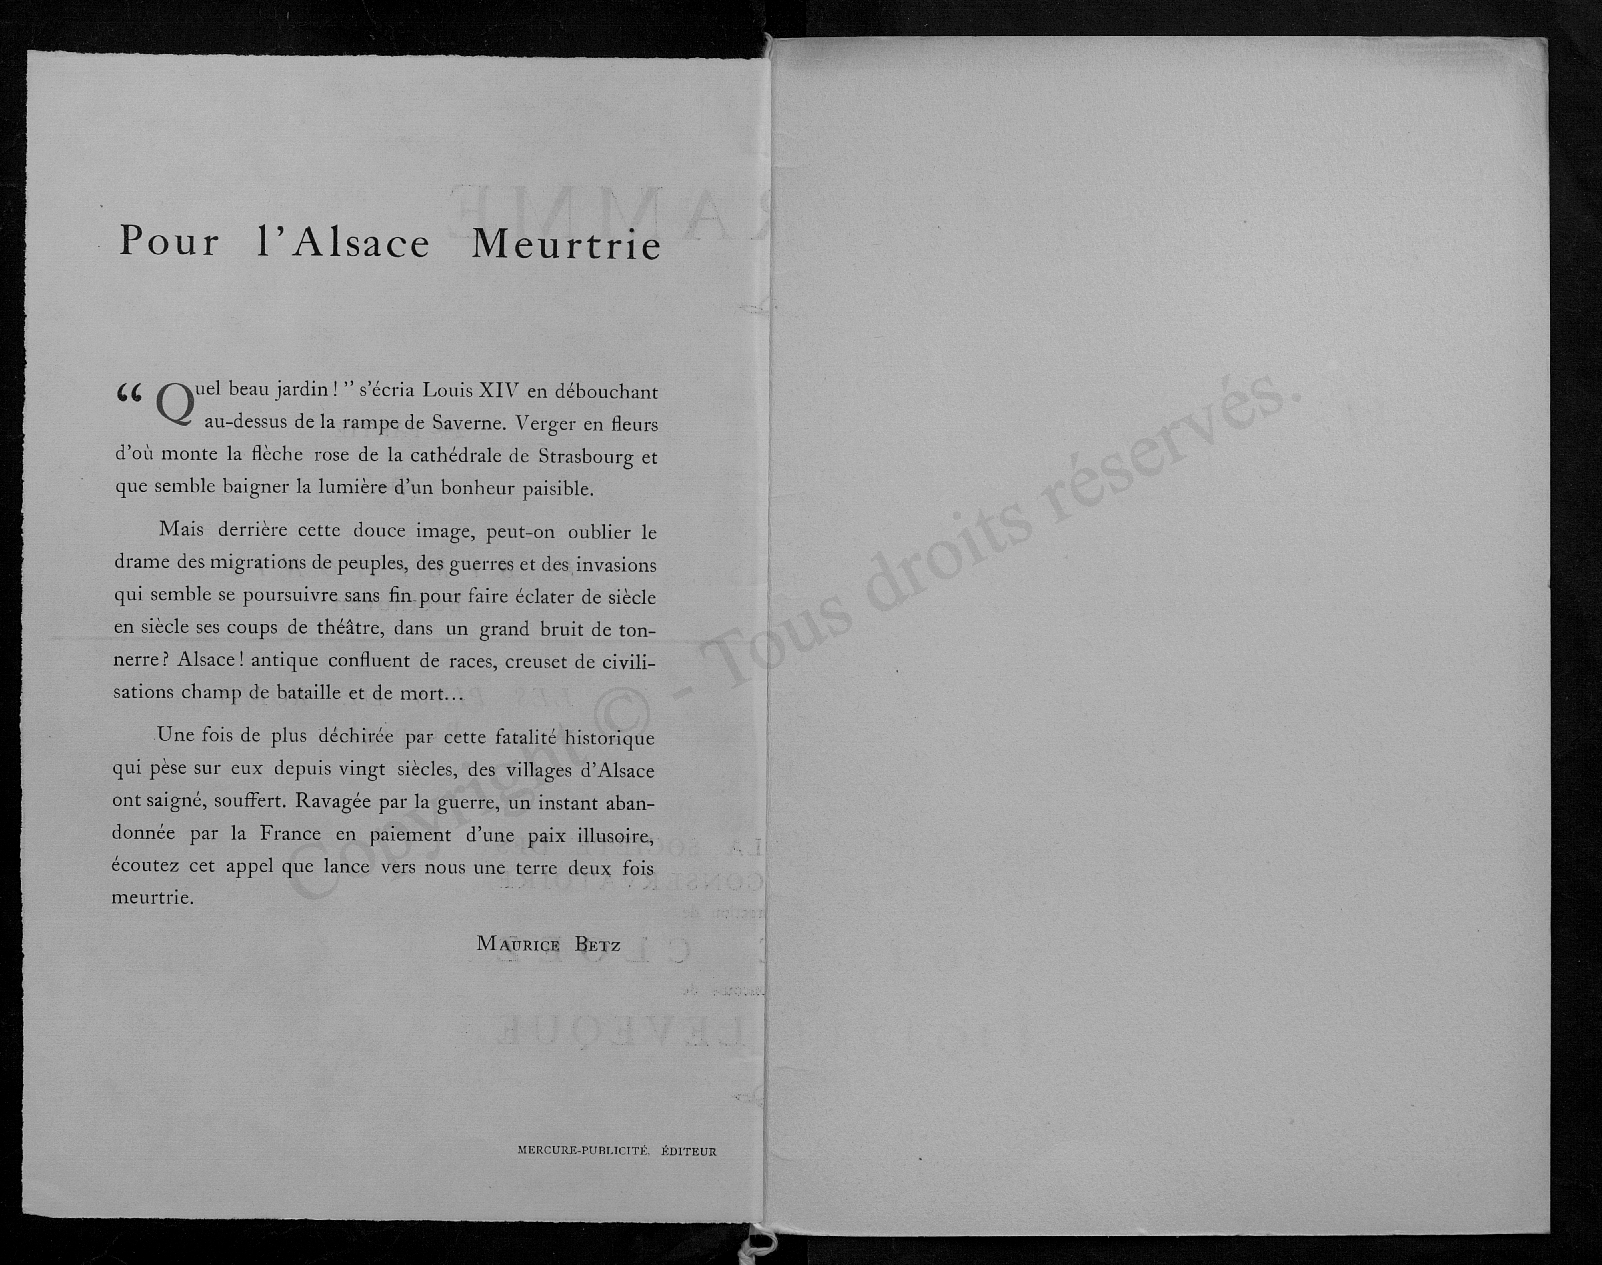 Pour l'Alsace Meurtrie
“ Quel beau jardin ! ” s'écria Louis XIV en débouchant
au-dessus de la rampe de Saverne. Verger en fleurs
d'où monte la flèche rose de la cathédrale de Strasbourg et
que semble baigner la lumière d'un bonheur paisible.
Mais derrière cette douce image, peut-on oublier le
drame des migrations de peuples, des guerres et des invasions
qui semble se poursuivre sans fin pour faire éclater de siècle
en siècle ses coups de théâtre, dans un grand bruit de ton-
nerre ? Alsace ! antique confluent de races, creuset de civili-
sations champ de bataille et de mort...
Une fois de plus déchirée par cette fatalité historique
qui pèse sur eux depuis vingt siècles, des villages d'Alsace
ont saigné, souffert. Ravagée par la guerre, un instant aban-
donnée par la France en paiement d'une paix illusoire,
écoutez cet appel que lance vers nous une terre deux fois
meurtrie.
MAURICE BETZ
MERCURE-PUBLICITÉ. ÉDITEUR
Copyright © - Tous droits réservés.